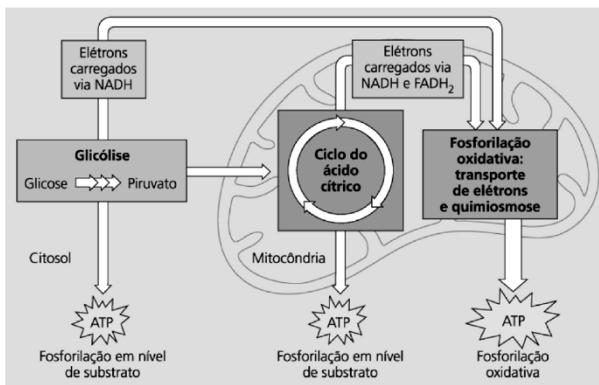 Elétrons
carregados
via NADH
Elétrons
carregados via
NADH e FADH₂
Glicólise
Glicose
Piruvato
Ciclo do
ácido
cítrico
Fosforilação
oxidativa:
transporte
de elétrons
e quimiosmose
Citosol
Mitocôndria
ATP
ATP
ATP
Fosforilação em nível
de substrato
Fosforilação em nível
de substrato
Fosforilação
oxidativa